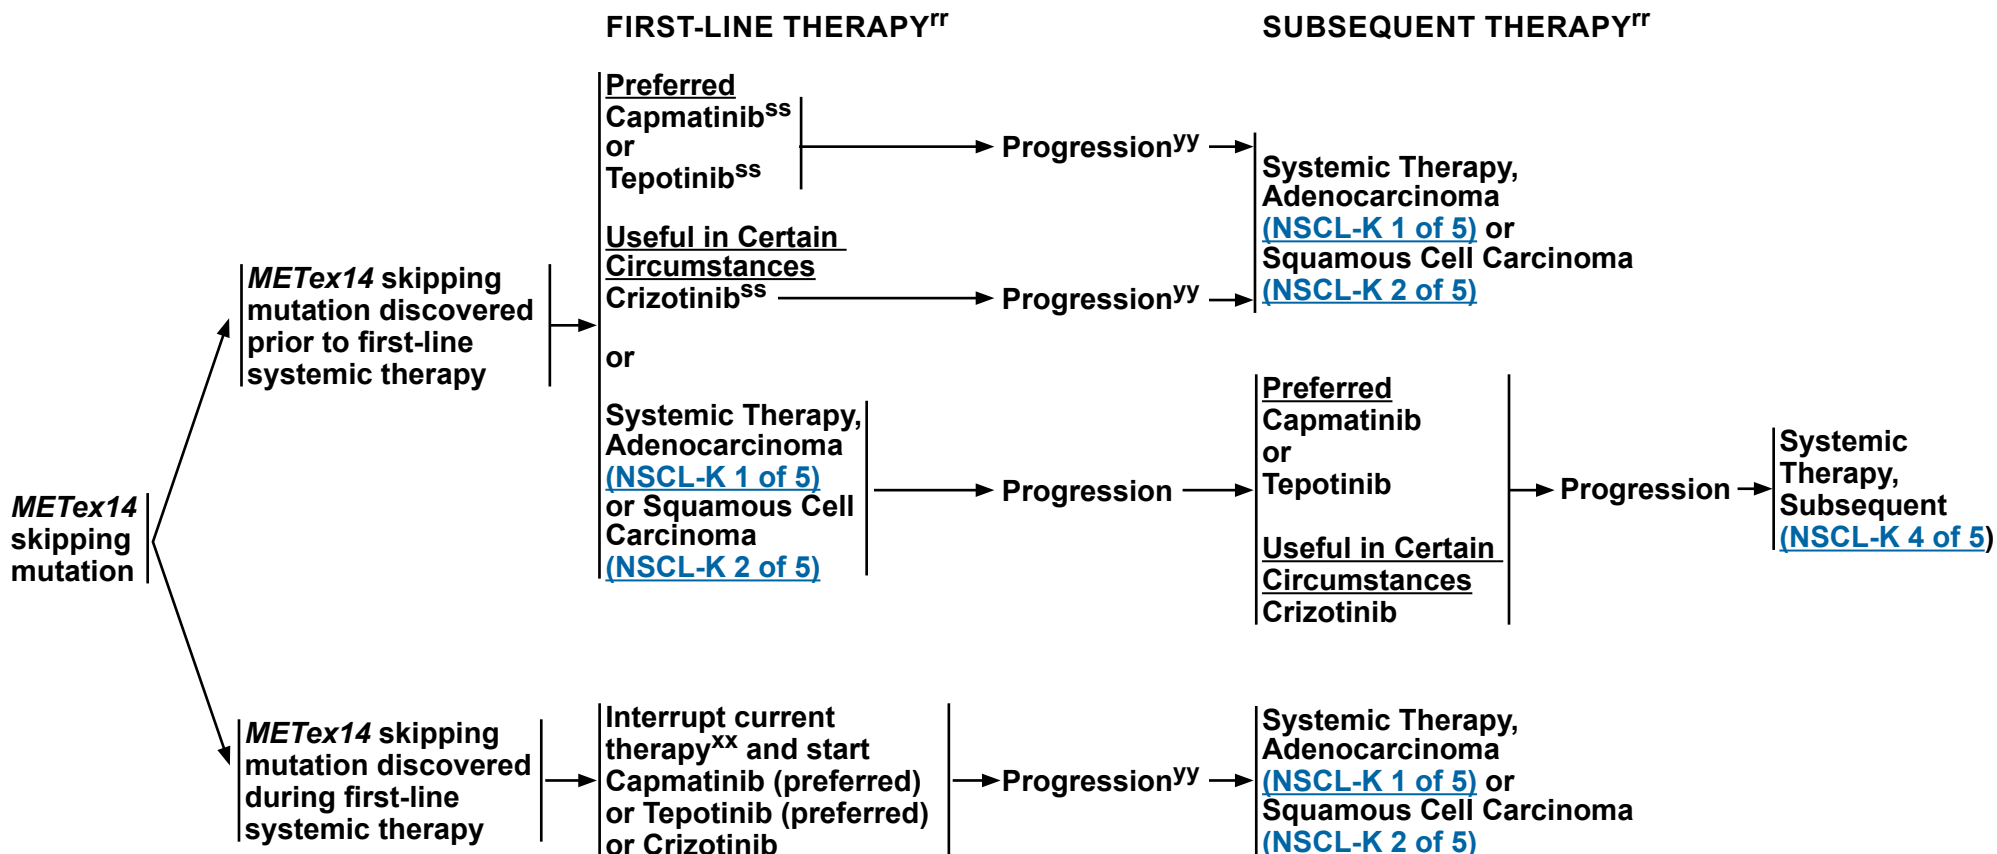 FIRST-LINE THERAPYrr
SUBSEQUENT THERAPYrr
METex14
skipping
mutation
METex14 skipping
mutation discovered
prior to first-line
systemic therapy
Preferred
Capmatinibss
or
Tepotinibss
Progressionyy
Useful in Certain
Circumstances
Crizotinibss
Progressionyy
Systemic Therapy,
Adenocarcinoma
(NSCL-K 1 of 5) or
Squamous Cell Carcinoma
(NSCL-K 2 of 5)
or
Systemic Therapy,
Adenocarcinoma
(NSCL-K 1 of 5)
or Squamous Cell
Carcinoma
(NSCL-K 2 of 5)
Progression
Preferred
Capmatinib
or
Tepotinib
Useful in Certain
Circumstances
Crizotinib
Progression
Systemic
Therapy,
Subsequent
(NSCL-K 4 of 5)
METex14 skipping
mutation discovered
during first-line
systemic therapy
Interrupt current
therapyxx and start
Capmatinib (preferred)
or Tepotinib (preferred)
or Crizotinib
Progressionyy
Systemic Therapy,
Adenocarcinoma
(NSCL-K 1 of 5) or
Squamous Cell Carcinoma
(NSCL-K 2 of 5)